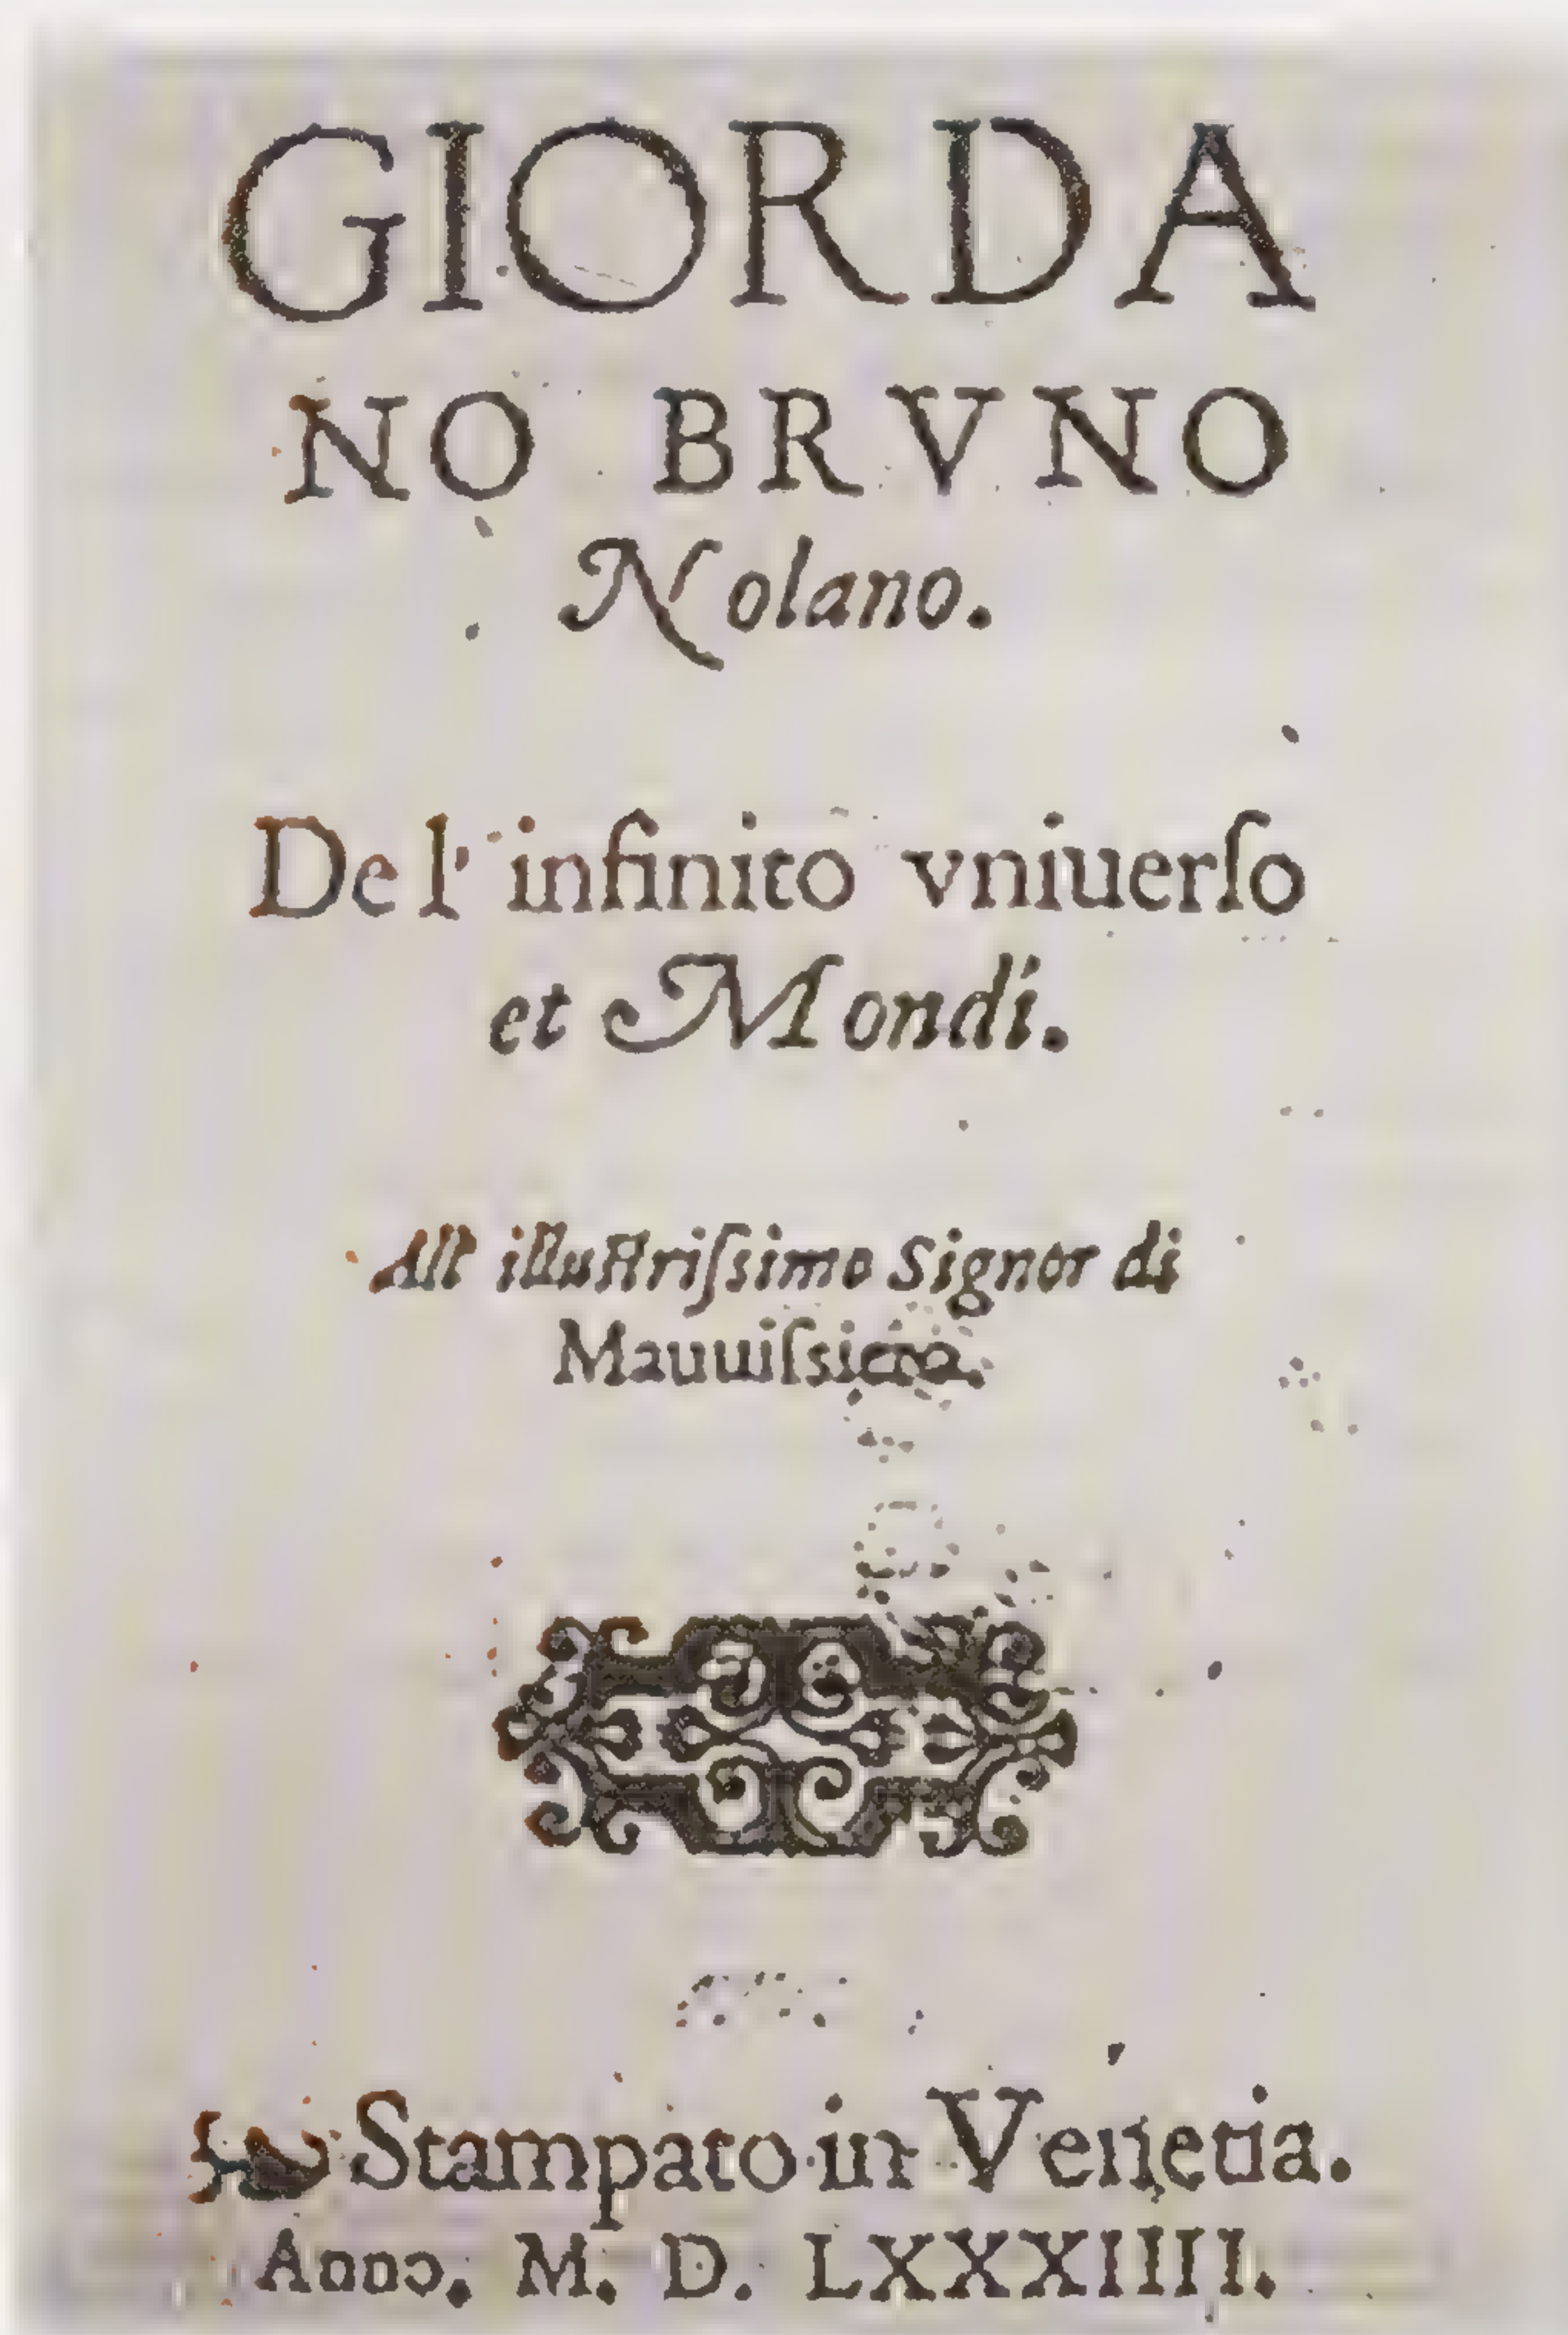 GIORDA
NO BRVNO
Nolano.
De l' infinito vniuerſo
et Mondi.
All illuſtriſsimo Signor di
Mauuiſsiero.
Stampato in Venetia.
Anno. M. D. LXXXIIII.